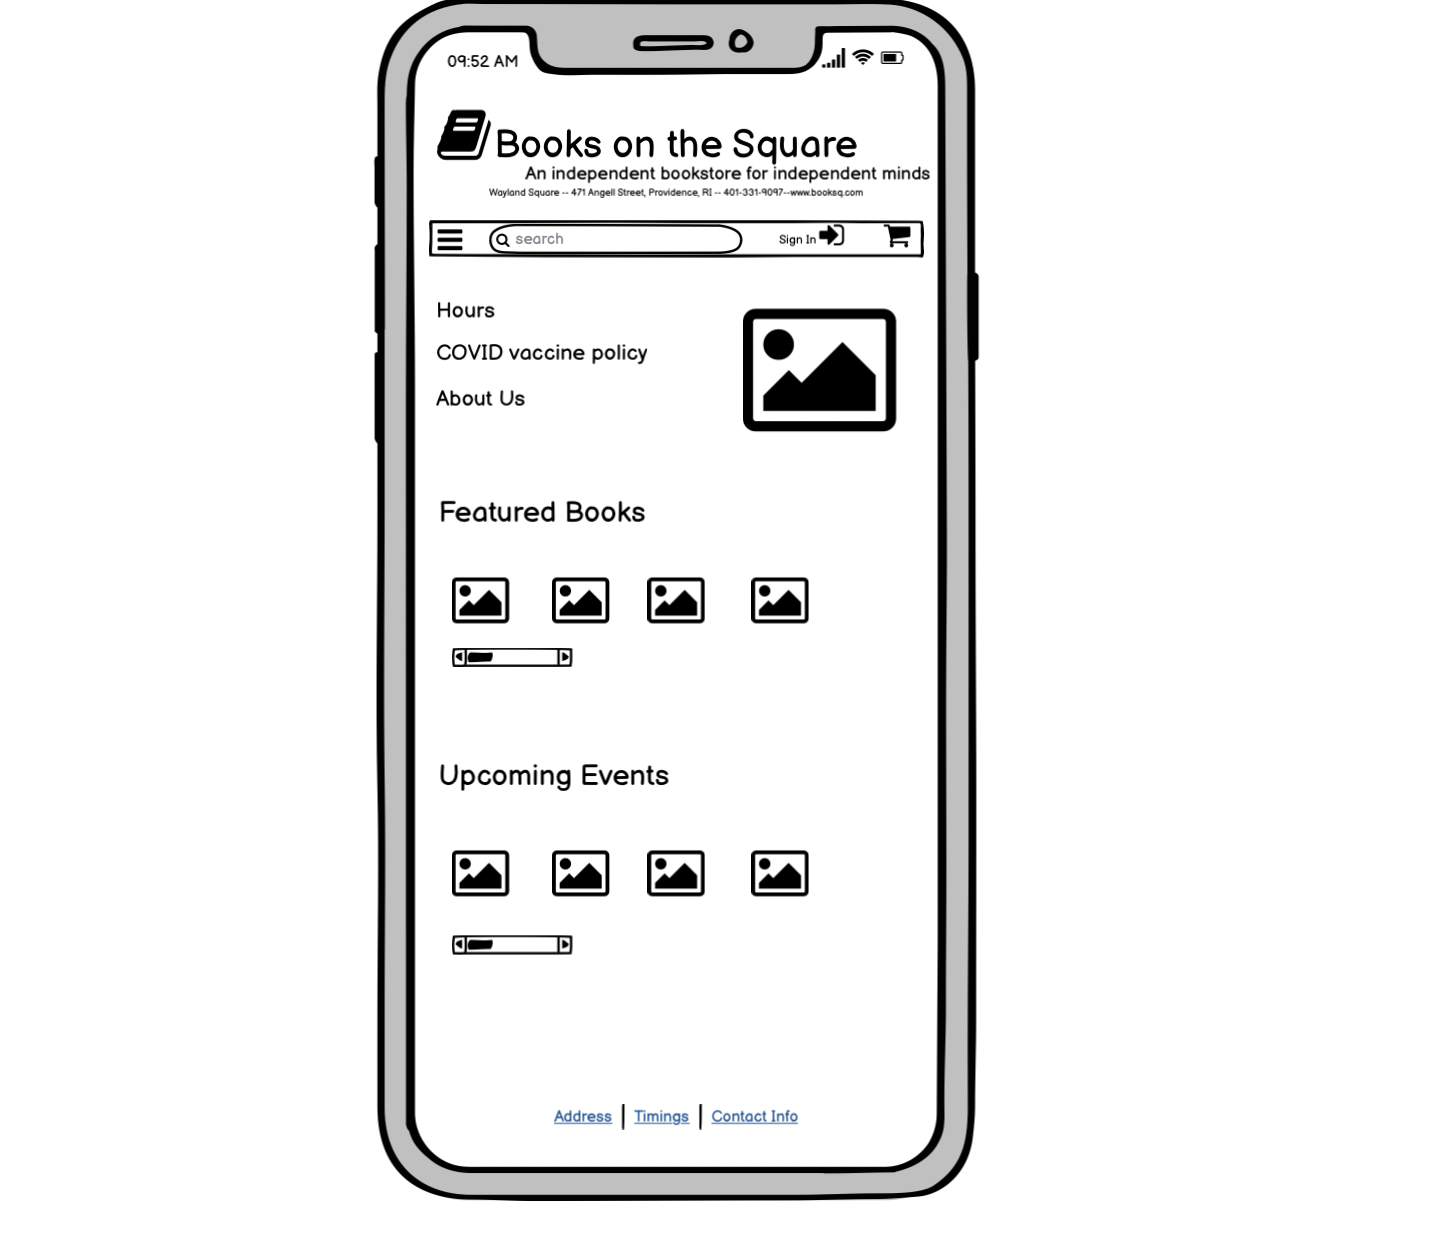 09:52 AM
Books on the Square
An independent bookstore for independent minds
Wayland Square -- 471 Angell Street, Providence, RI -- 401-331-9097--www.booksq.com
search
Sign In
Hours
COVID vaccine policy
About Us
Featured Books
Upcoming Events
Address | Timings | Contact Info